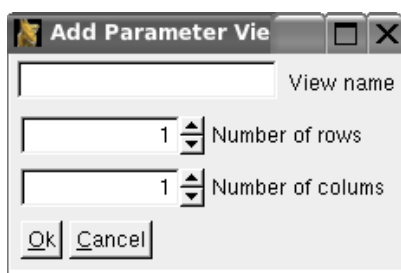 Add Parameter Vie
View name
1 Number of rows
1 Number of colums
Ok Cancel